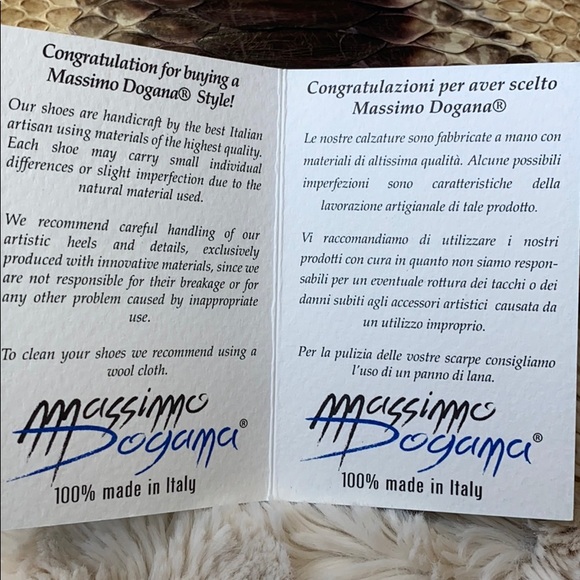 Congratulation for buying a
Massimo Dogana® Style!
Our shoes are handicraft by the best Italian
artisan using materials of the highest quality.
Each shoe may carry small individual
differences or slight imperfection due to the
natural material used.
We recommend careful handling of our
artistic heels and details, exclusively
produced with innovative materials, since we
are not responsible for their breakage or for
any other problem caused by inappropriate
use.
To clean your shoes we recommend using a
wool cloth.
Massimo
Dogana®
100% made in Italy
Congratulazioni per aver scelto
Massimo Dogana®
Le nostre calzature sono fabbricate a mano con
materiali di altissima qualità. Alcune possibili
imperfezioni sono caratteristiche della
lavorazione artigianale di tale prodotto.
Vi raccomandiamo di utilizzare i nostri
prodotti con cura in quanto non siamo respon-
sabili per un eventuale rottura dei tacchi o dei
danni subiti agli accessori artistici causata da
un utilizzo improprio.
Per la pulizia delle vostre scarpe consigliamo
l'uso di un panno di lana.
Massimo
Dogana®
100% made in Italy